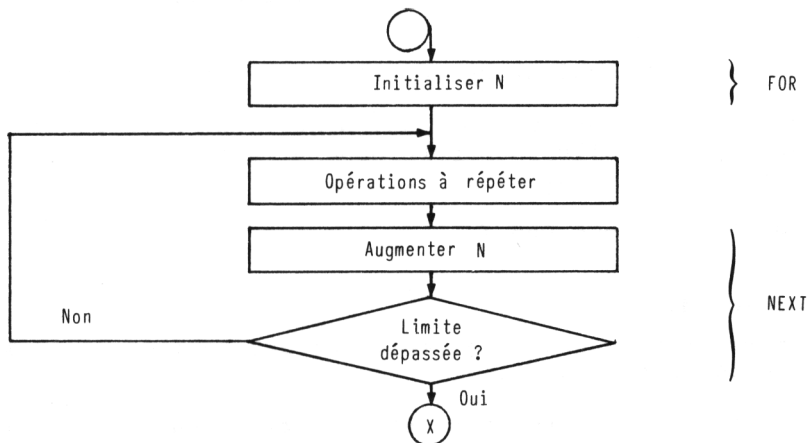 Initialiser N
FOR
Opérations à répéter
Augmenter N
NEXT
Non
Limite
dépassée ?
Oui
X